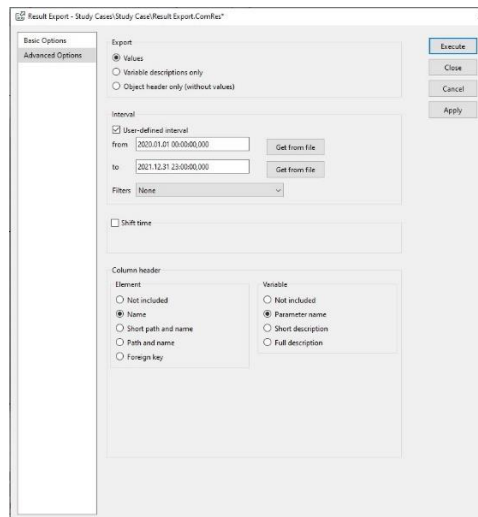 Result Export - Study Cases\Study Case\Result Export.ComRes*
Basic Options
Advanced Options
Export
Values
Variable descriptions only
Object header only (without values)
Interval
User-defined interval
from 2020.01.01 00:00:00,000 Get from file
to 2021.12.31 23:00:00,000 Get from file
Filters None
Shift time
Column header
Element
Not included
Name
Short path and name
Path and name
Foreign key
Variable
Not included
Parameter name
Short description
Full description
Execute
Close
Cancel
Apply